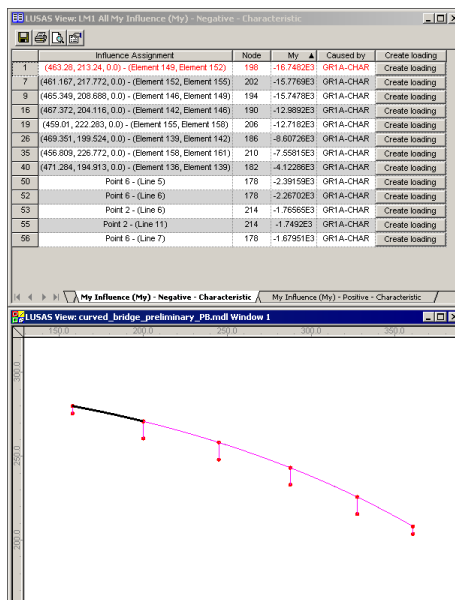 LUSAS View: LM1 All My Influence (My) - Negative - Characteristic
Influence Assignment Node My Caused by Create loading
1 (463.28, 213.24, 0.0) - (Element 149, Element 152) 198 -16.7482E3 GR1A-CHAR Create loading
7 (461.167, 217.772, 0.0) - (Element 152, Element 155) 202 -15.7769E3 GR1A-CHAR Create loading
9 (465.349, 208.688, 0.0) - (Element 146, Element 149) 194 -15.7478E3 GR1A-CHAR Create loading
16 (467.372, 204.116, 0.0) - (Element 142, Element 146) 190 -12.9892E3 GR1A-CHAR Create loading
19 (459.01, 222.283, 0.0) - (Element 155, Element 158) 206 -12.7182E3 GR1A-CHAR Create loading
26 (469.351, 199.524, 0.0) - (Element 139, Element 142) 186 -8.60726E3 GR1A-CHAR Create loading
35 (456.809, 226.772, 0.0) - (Element 158, Element 161) 210 -7.55815E3 GR1A-CHAR Create loading
40 (471.284, 194.913, 0.0) - (Element 136, Element 139) 182 -4.12286E3 GR1A-CHAR Create loading
50 Point 6 - (Line 5) 178 -2.39159E3 GR1A-CHAR Create loading
52 Point 6 - (Line 6) 178 -2.26702E3 GR1A-CHAR Create loading
53 Point 2 - (Line 6) 214 -1.76565E3 GR1A-CHAR Create loading
55 Point 2 - (Line 11) 214 -1.7492E3 GR1A-CHAR Create loading
56 Point 6 - (Line 7) 178 -1.67951E3 GR1A-CHAR Create loading
My Influence (My) - Negative - Characteristic My Influence (My) - Positive - Characteristic
LUSAS View: curved_bridge_preliminary_PB.mdl Window 1
150.0 200.0 250.0 300.0 350.0
300.0
250.0
200.0